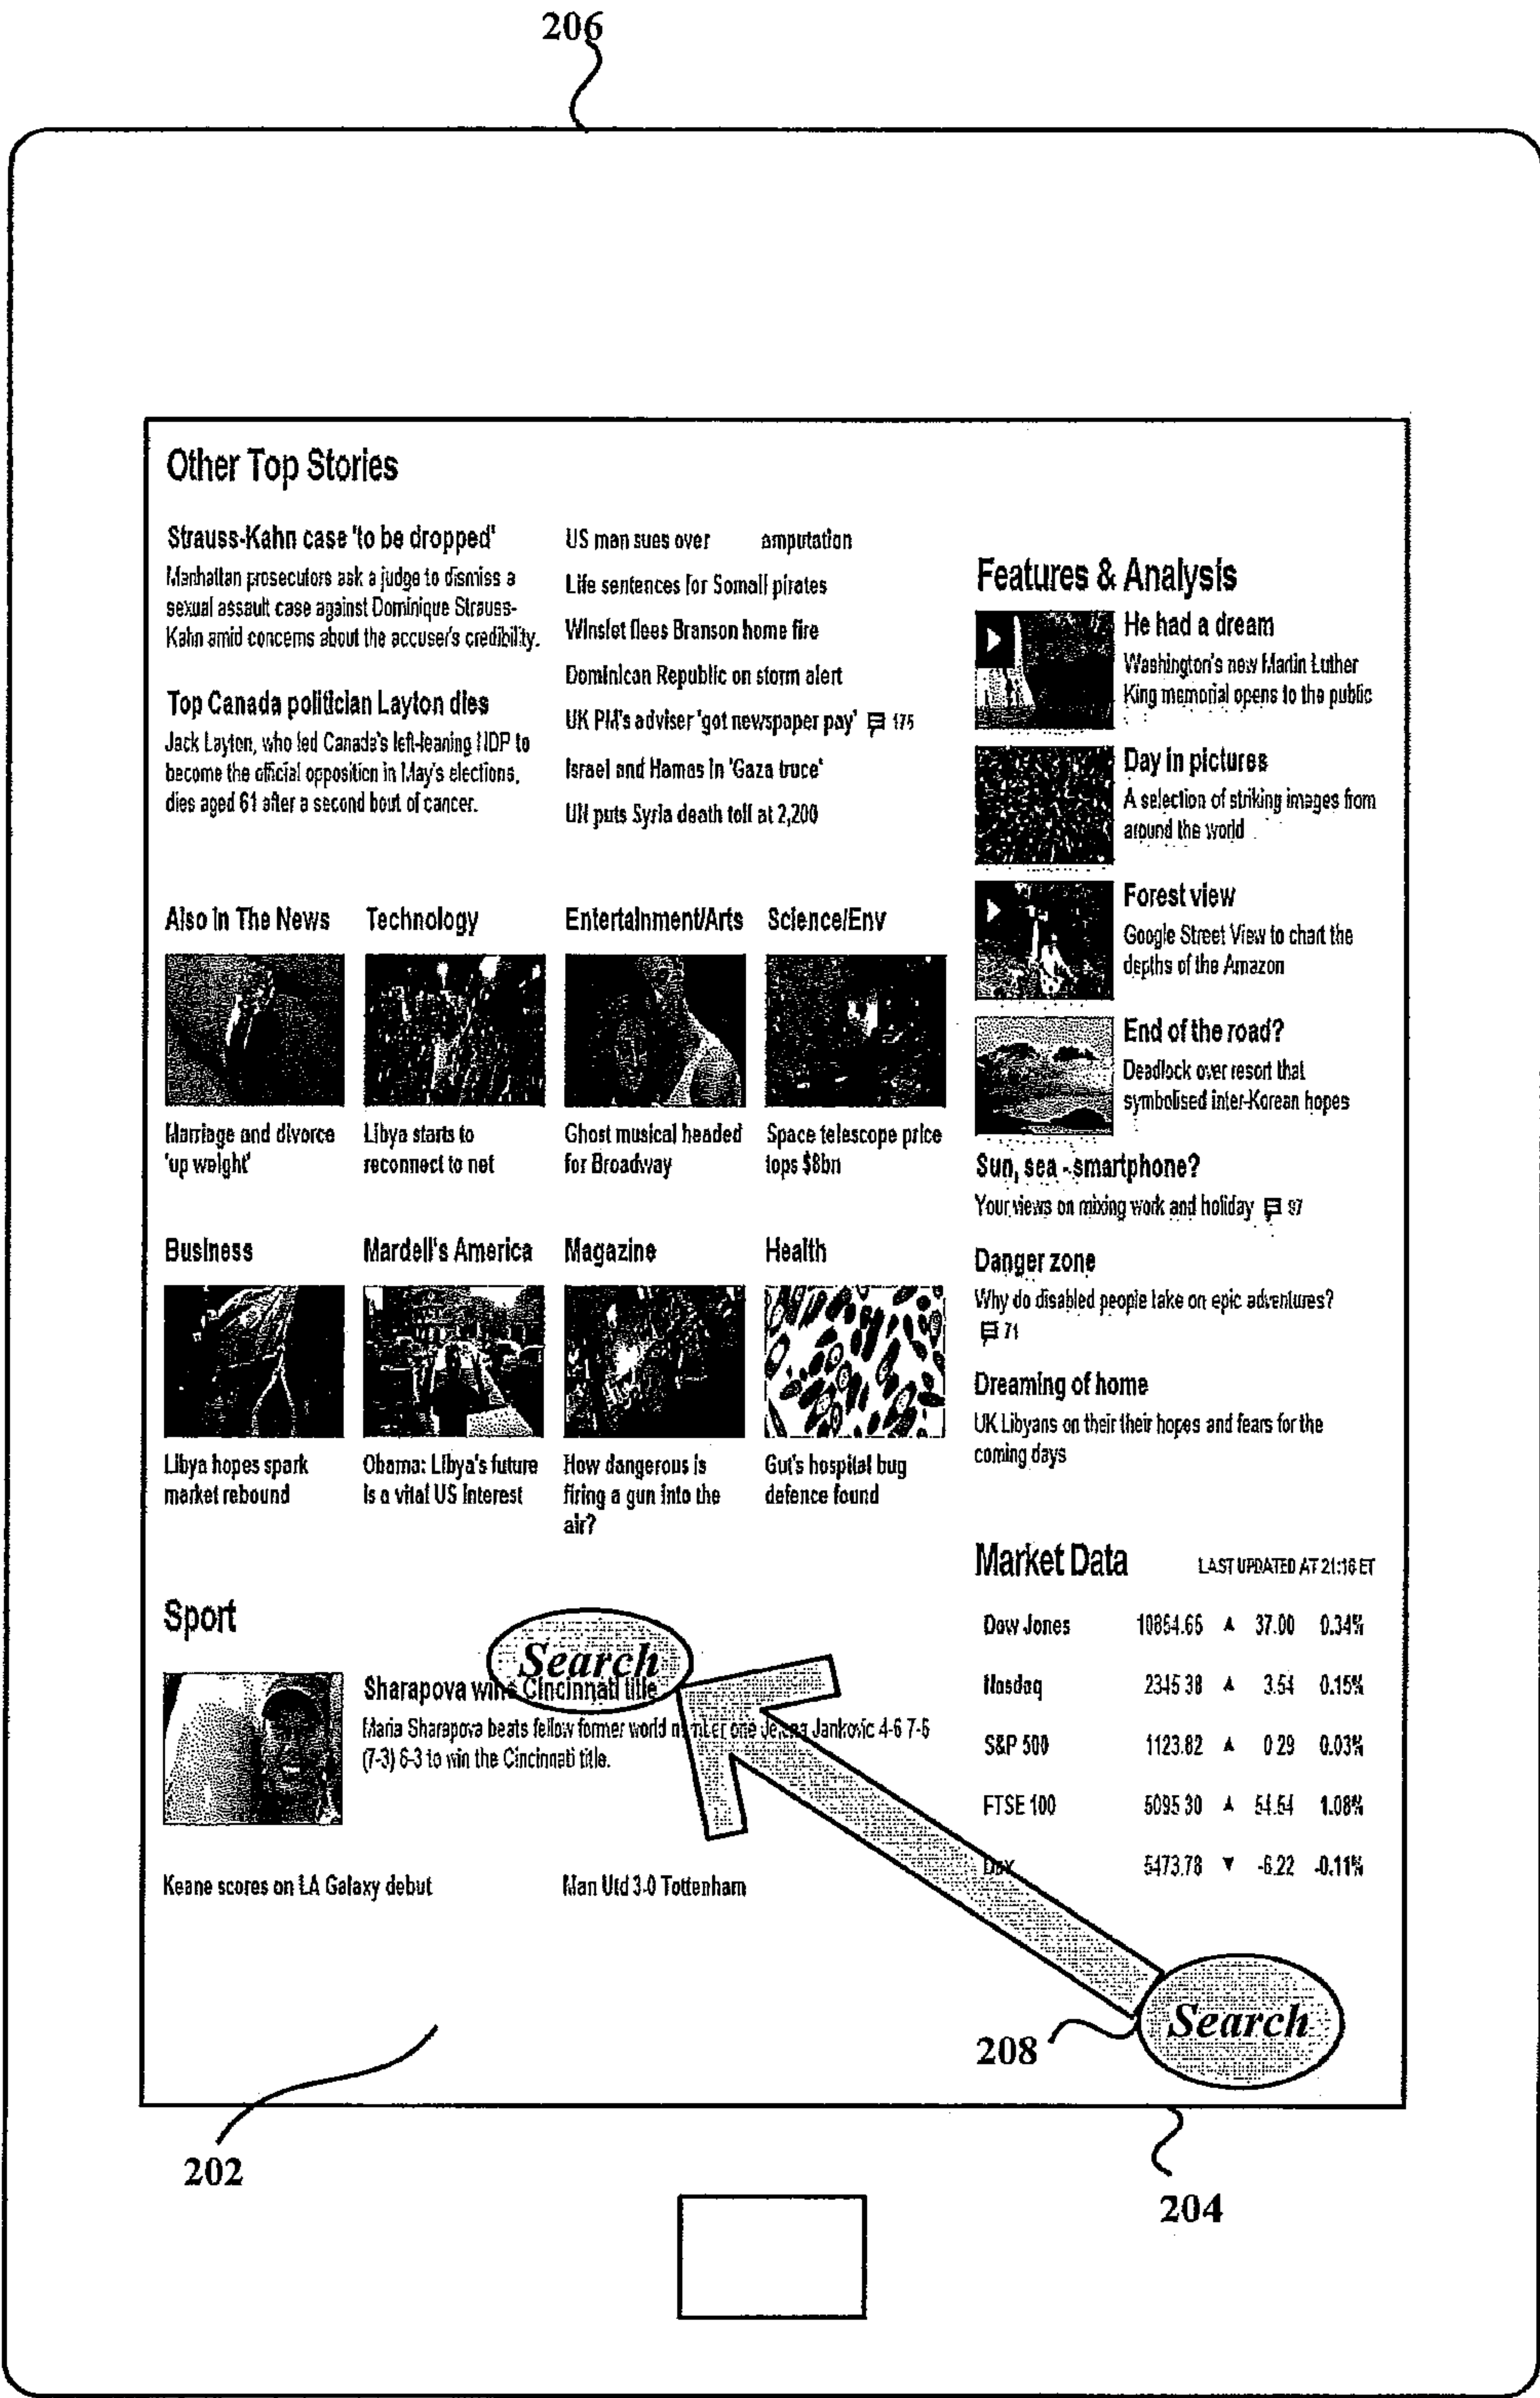 206
Other Top Stories
Strauss-Kahn case 'to be dropped'
Manhattan prosecutors ask a judge to dismiss a
sexual assault case against Dominique Strauss-
Kahn amid concerns about the accuser's credibility.
Top Canada politician Layton dies
Jack Layton, who led Canada's left-leaning NDP to
become the official opposition in May's elections,
dies aged 61 after a second bout of cancer.
US man sues over amputation
Life sentences for Somali pirates
Winslet flees Branson home fire
Dominican Republic on storm alert
UK PM's adviser 'got newspaper pay' 175
Israel and Hamas in 'Gaza truce'
UN puts Syria death toll at 2,200
Features & Analysis
He had a dream
Washington's new Martin Luther
King memorial opens to the public
Day in pictures
A selection of striking images from
around the world
Forest view
Google Street View to chart the
depths of the Amazon
End of the road?
Deadlock over resort that
symbolised inter-Korean hopes
Sun, sea - smartphone?
Your views on mixing work and holiday 97
Danger zone
Why do disabled people take on epic adventures?
71
Dreaming of home
UK Libyans on their their hopes and fears for the
coming days
Also In The News
Marriage and divorce
'up weight'
Technology
Libya starts to
reconnect to net
Entertainment/Arts
Ghost musical headed
for Broadway
Science/Env
Space telescope price
tops $8bn
Business
Libya hopes spark
market rebound
Mardell's America
Obama: Libya's future
is a vital US interest
Magazine
How dangerous is
firing a gun into the
air?
Health
Gut's hospital bug
defence found
Market Data LAST UPDATED AT 21:16 ET
Dow Jones 10854.65 ▲ 37.00 0.34%
Nasdaq 2345 38 ▲ 3.54 0.15%
S&P 500 1123.82 ▲ 0 29 0.03%
FTSE 100 5095 30 ▲ 54.54 1.08%
Dax 5473.78 ▼ -6.22 -0.11%
Sport
Search
Sharapova wins Cincinnati title
Maria Sharapova beats fellow former world number one Jelena Jankovic 4-6 7-6
(7-3) 6-3 to win the Cincinnati title.
Keane scores on LA Galaxy debut
Man Utd 3-0 Tottenham
Search
208
202
204